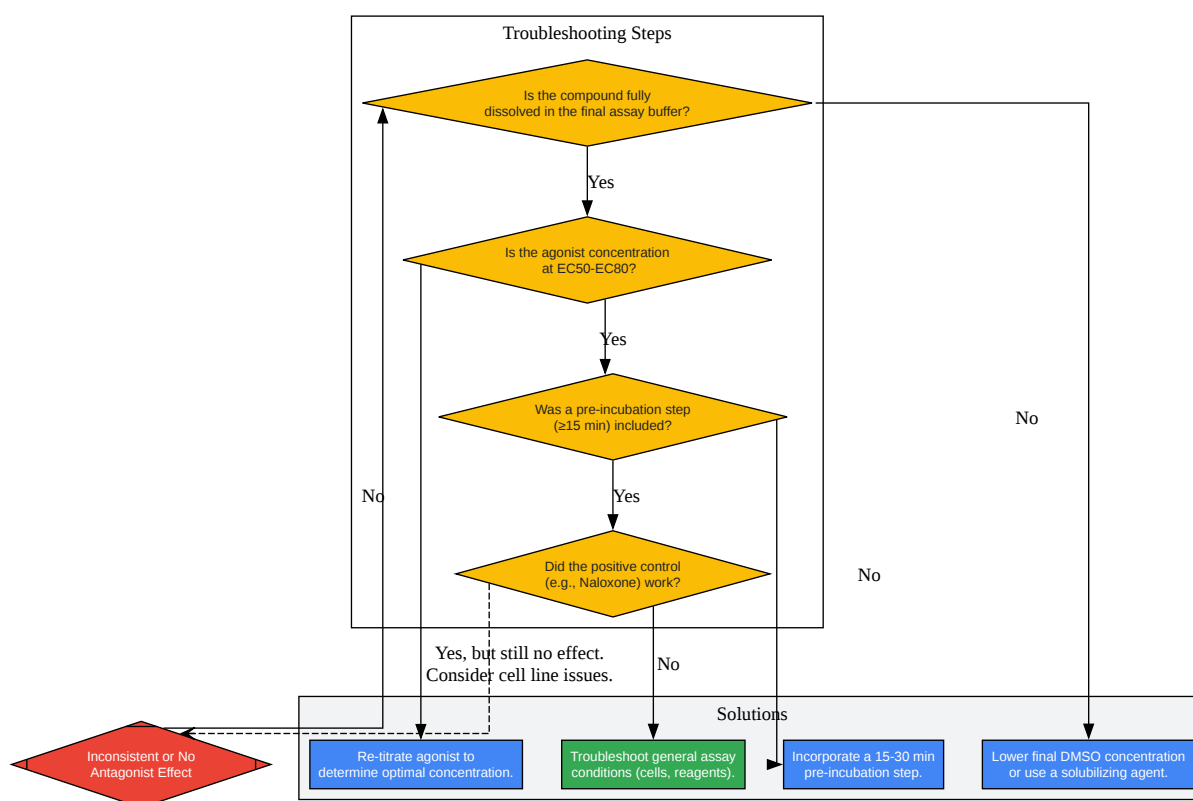 Troubleshooting Steps
Is the compound fully
dissolved in the final assay buffer?
Yes
Is the agonist concentration
at EC50-EC80?
Yes
Was a pre-incubation step
(≥15 min) included?
No
No
Yes
Did the positive control
(e.g., Naloxone) work?
No
Yes, but still no effect.
Consider cell line issues.
No
Solutions
Inconsistent or No
Antagonist Effect
Re-titrate agonist to
determine optimal concentration.
Troubleshoot general assay
conditions (cells, reagents).
Incorporate a 15-30 min
pre-incubation step.
Lower final DMSO concentration
or use a solubilizing agent.